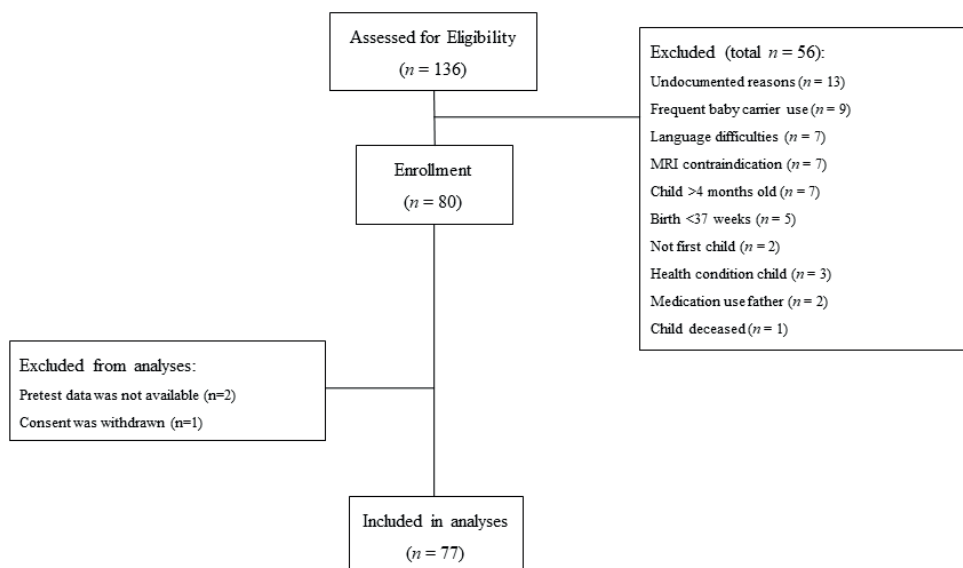 Assessed for Eligibility
(n = 136)
Excluded (total n = 56):
Undocumented reasons (n = 13)
Frequent baby carrier use (n = 9)
Language difficulties (n = 7)
MRI contraindication (n = 7)
Child >4 months old (n = 7)
Birth <37 weeks (n = 5)
Not first child (n = 2)
Health condition child (n = 3)
Medication use father (n = 2)
Child deceased (n = 1)
Enrollment
(n = 80)
Excluded from analyses:
Pretest data was not available (n=2)
Consent was withdrawn (n=1)
Included in analyses
(n = 77)